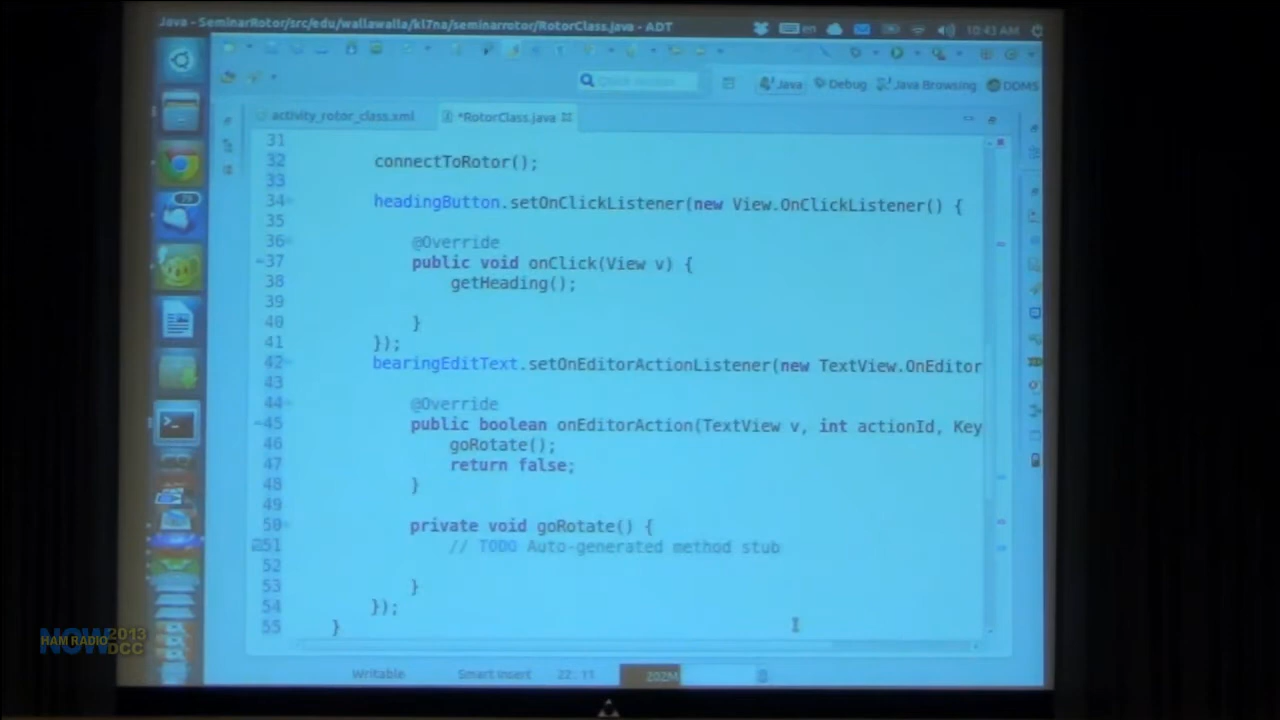 Java - SeminarRotor/src/edu/wallawalla/kl7na/seminarrotor/RotorClass.java - ADT
en
10:43 AM
Java
Debug
Java Browsing
DDMS
activity_rotor_class.xml
*RotorClass.java
31
32 connectToRotor();
33
34 headingButton.setOnClickListener(new View.OnClickListener() {
35
36 @Override
37 public void onClick(View v) {
38 getHeading();
39
40 }
41 });
42 bearingEditText.setOnEditorActionListener(new TextView.OnEditor
43
44 @Override
45 public boolean onEditorAction(TextView v, int actionId, Key
46 goRotate();
47 return false;
48 }
49
50 private void goRotate() {
51 // TODO Auto-generated method stub
52
53 }
54 });
55 }
Writable Smart Insert 22:11 202M
HAM RADIO NOW 2013 DCC